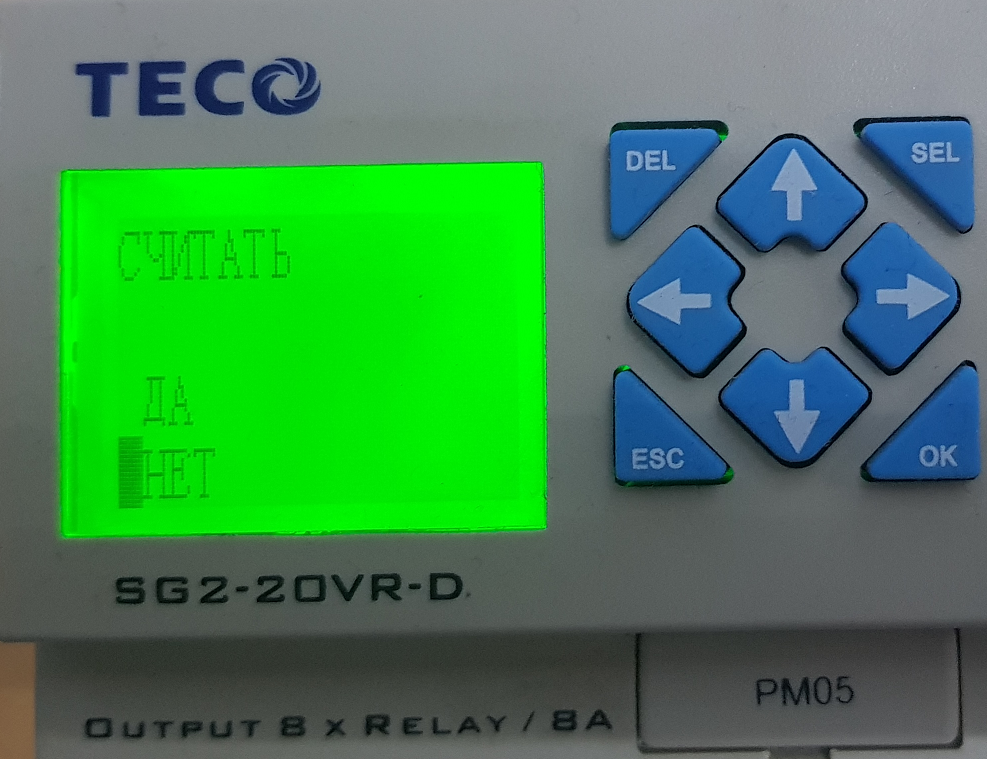 TECO
СЧИТАТЬ
ДА
НЕТ
DEL
SEL
ESC
OK
SG2-20VR-D
OUTPUT 8 X RELAY / 8A
PM05